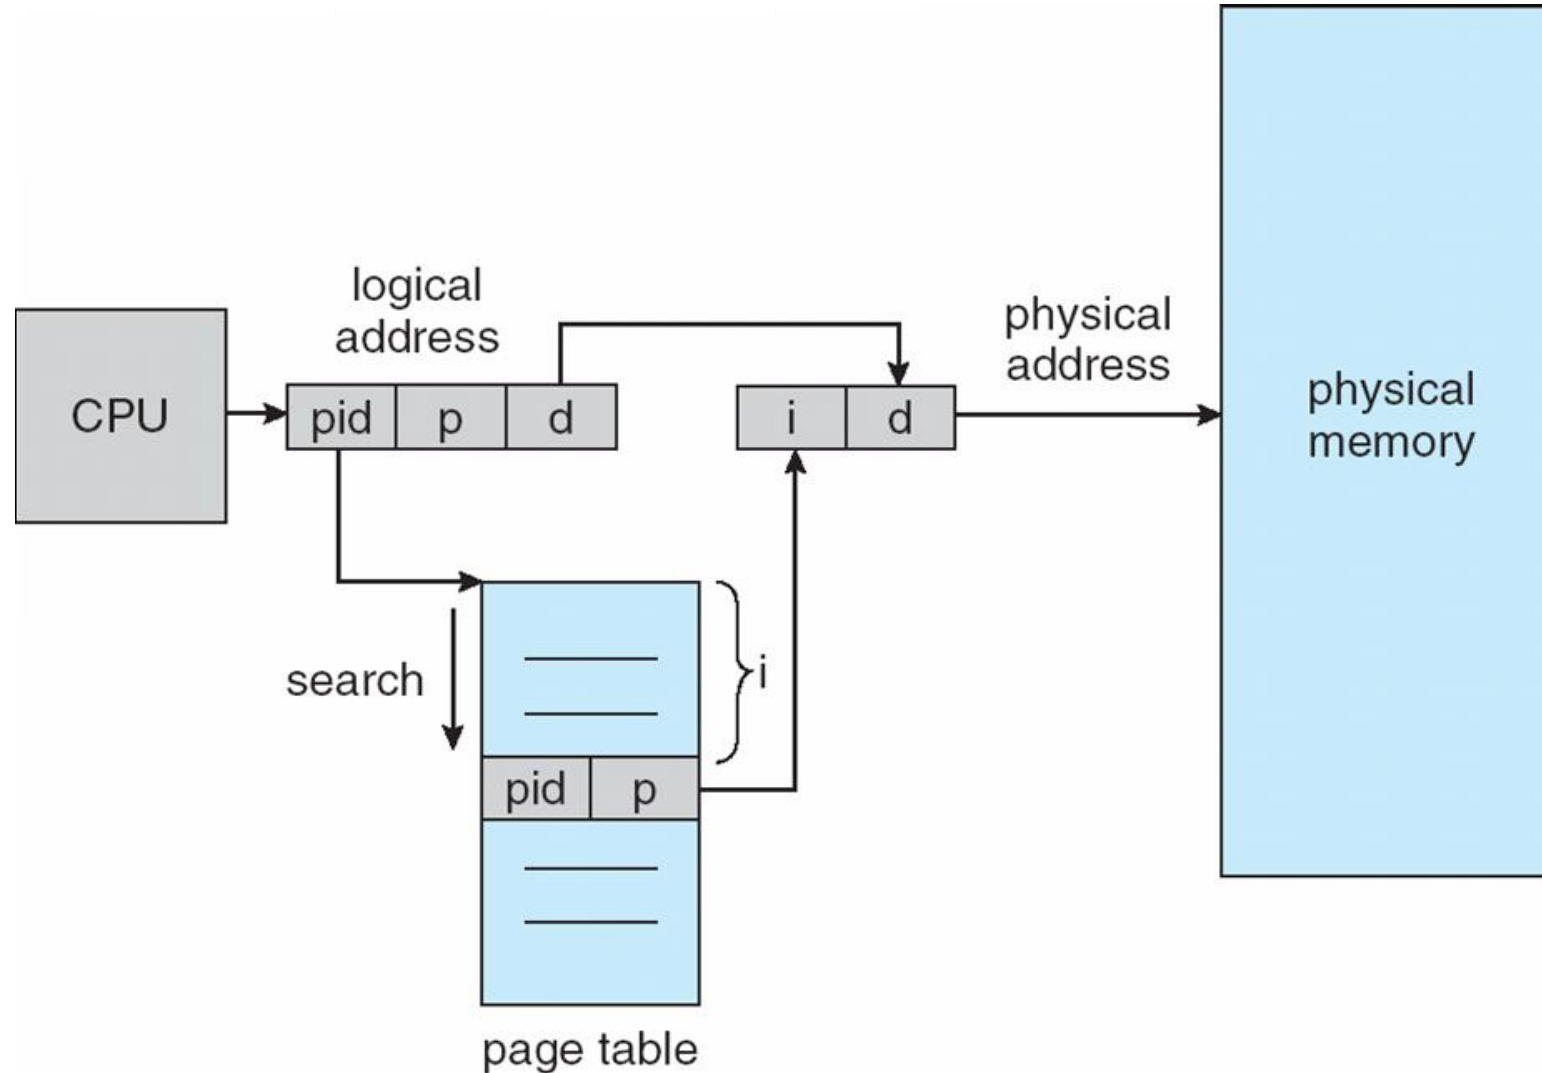 logical
address
physical
address
CPU
pid p d
i d
physical
memory
search
i
pid p
page table